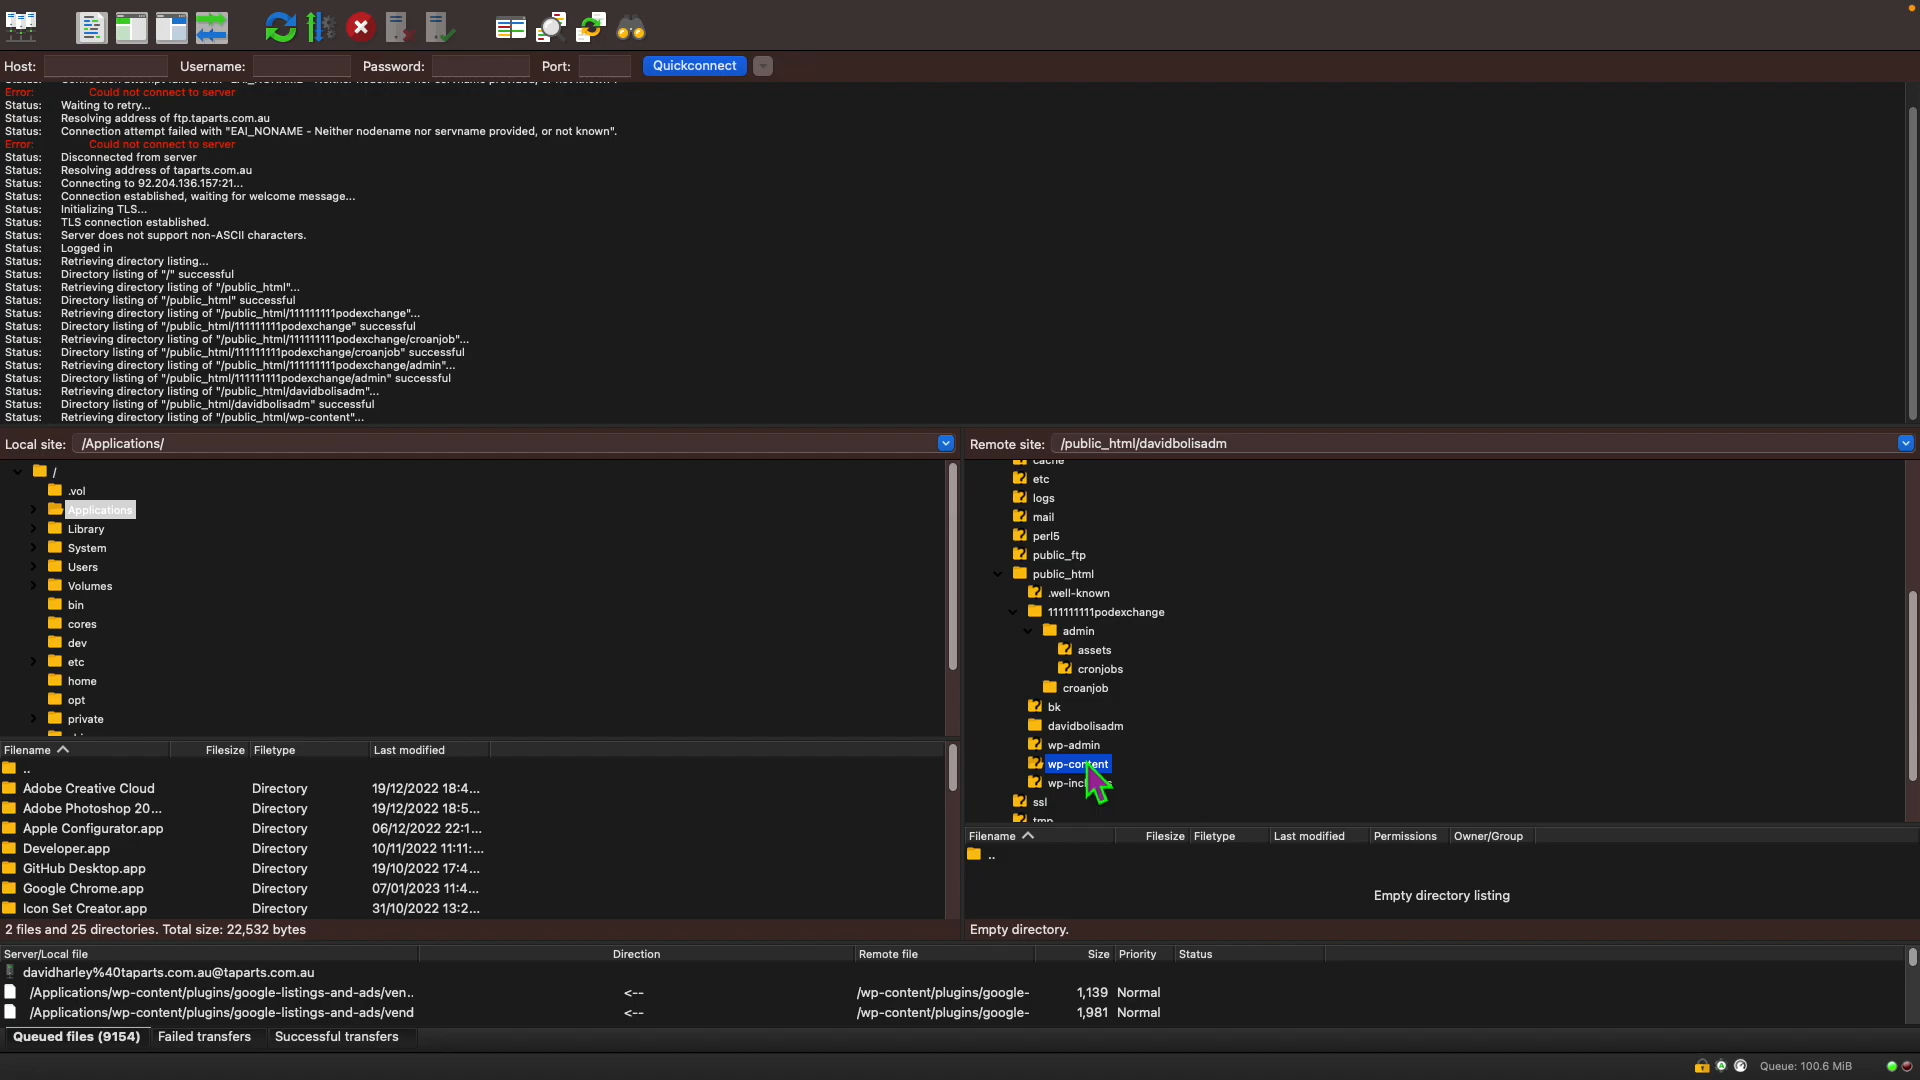 Host:
Username:
Password:
Port:
Quickconnect
Error: Could not connect to server
Status: Waiting to retry...
Status: Resolving address of ftp.taparts.com.au
Status: Connection attempt failed with "EAI_NONAME - Neither nodename nor servname provided, or not known".
Error: Could not connect to server
Status: Disconnected from server
Status: Resolving address of taparts.com.au
Status: Connecting to 92.204.136.157:21...
Status: Connection established, waiting for welcome message...
Status: Initializing TLS...
Status: TLS connection established.
Status: Server does not support non-ASCII characters.
Status: Logged in
Status: Retrieving directory listing...
Status: Directory listing of "/" successful
Status: Retrieving directory listing of "/public_html"...
Status: Directory listing of "/public_html" successful
Status: Retrieving directory listing of "/public_html/111111111podexchange"...
Status: Directory listing of "/public_html/111111111podexchange" successful
Status: Retrieving directory listing of "/public_html/111111111podexchange/croanjob"...
Status: Directory listing of "/public_html/111111111podexchange/croanjob" successful
Status: Retrieving directory listing of "/public_html/111111111podexchange/admin"...
Status: Directory listing of "/public_html/111111111podexchange/admin" successful
Status: Retrieving directory listing of "/public_html/davidbolisadm"...
Status: Directory listing of "/public_html/davidbolisadm" successful
Status: Retrieving directory listing of "/public_html/wp-content"...
Local site: /Applications/
/
.vol
Applications
Library
System
Users
Volumes
bin
cores
dev
etc
home
opt
private
Filename Filesize Filetype Last modified
..
Adobe Creative Cloud Directory 19/12/2022 18:4...
Adobe Photoshop 20... Directory 19/12/2022 18:5...
Apple Configurator.app Directory 06/12/2022 22:1...
Developer.app Directory 10/11/2022 11:11:...
GitHub Desktop.app Directory 19/10/2022 17:4...
Google Chrome.app Directory 07/01/2023 11:4...
Icon Set Creator.app Directory 31/10/2022 13:2...
2 files and 25 directories. Total size: 22,532 bytes
Remote site: /public_html/davidbolisadm
cache
etc
logs
mail
perl5
public_ftp
public_html
.well-known
111111111podexchange
admin
assets
cronjobs
croanjob
bk
davidbolisadm
wp-admin
wp-content
ssl
tmp
Filename Filesize Filetype Last modified Permissions Owner/Group
..
Empty directory listing
Empty directory.
Server/Local file Direction Remote file Size Priority Status
davidharley%40taparts.com.au@taparts.com.au
/Applications/wp-content/plugins/google-listings-and-ads/ven.. <-- /wp-content/plugins/google- 1,139 Normal
/Applications/wp-content/plugins/google-listings-and-ads/vend <-- /wp-content/plugins/google- 1,981 Normal
Queued files (9154) Failed transfers Successful transfers
Queue: 100.6 MiB